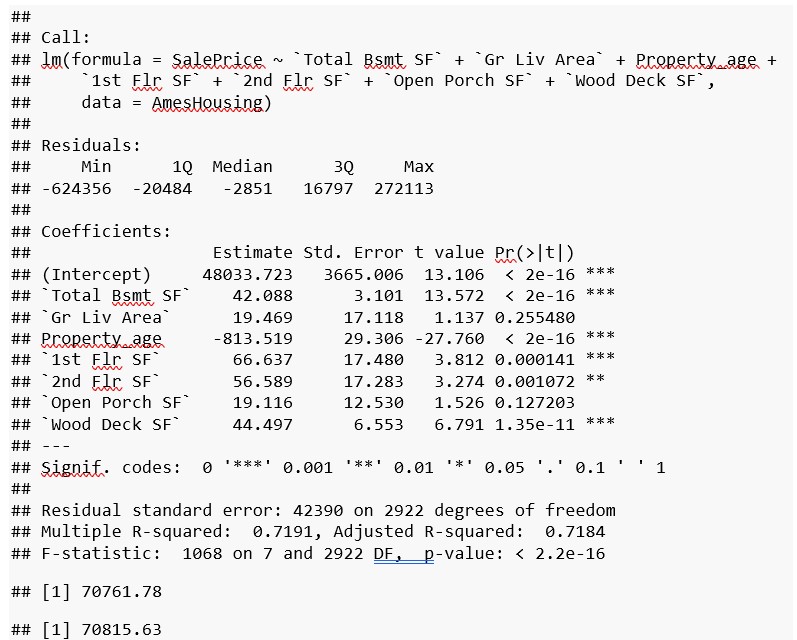 ##
## Call:
## lm(formula = SalePrice ~ `Total Bsmt SF` + `Gr Liv Area` + Property_age +
##     `1st Flr SF` + `2nd Flr SF` + `Open Porch SF` + `Wood Deck SF`,
##     data = AmesHousing)
##
## Residuals:
##     Min      1Q  Median      3Q     Max
## -624356  -20484   -2851   16797  272113
##
## Coefficients:
##                  Estimate Std. Error t value Pr(>|t|)
## (Intercept)     48033.723   3665.006  13.106  < 2e-16 ***
## `Total Bsmt SF`    42.088      3.101  13.572  < 2e-16 ***
## `Gr Liv Area`      19.469     17.118   1.137 0.255480
## Property_age     -813.519     29.306 -27.760  < 2e-16 ***
## `1st Flr SF`       66.637     17.480   3.812 0.000141 ***
## `2nd Flr SF`       56.589     17.283   3.274 0.001072 **
## `Open Porch SF`    19.116     12.530   1.526 0.127203
## `Wood Deck SF`     44.497      6.553   6.791 1.35e-11 ***
## ---
## Signif. codes:  0 '***' 0.001 '**' 0.01 '*' 0.05 '.' 0.1 ' ' 1
##
## Residual standard error: 42390 on 2922 degrees of freedom
## Multiple R-squared:  0.7191, Adjusted R-squared:  0.7184
## F-statistic:  1068 on 7 and 2922 DF,  p-value: < 2.2e-16
## [1] 70761.78
## [1] 70815.63